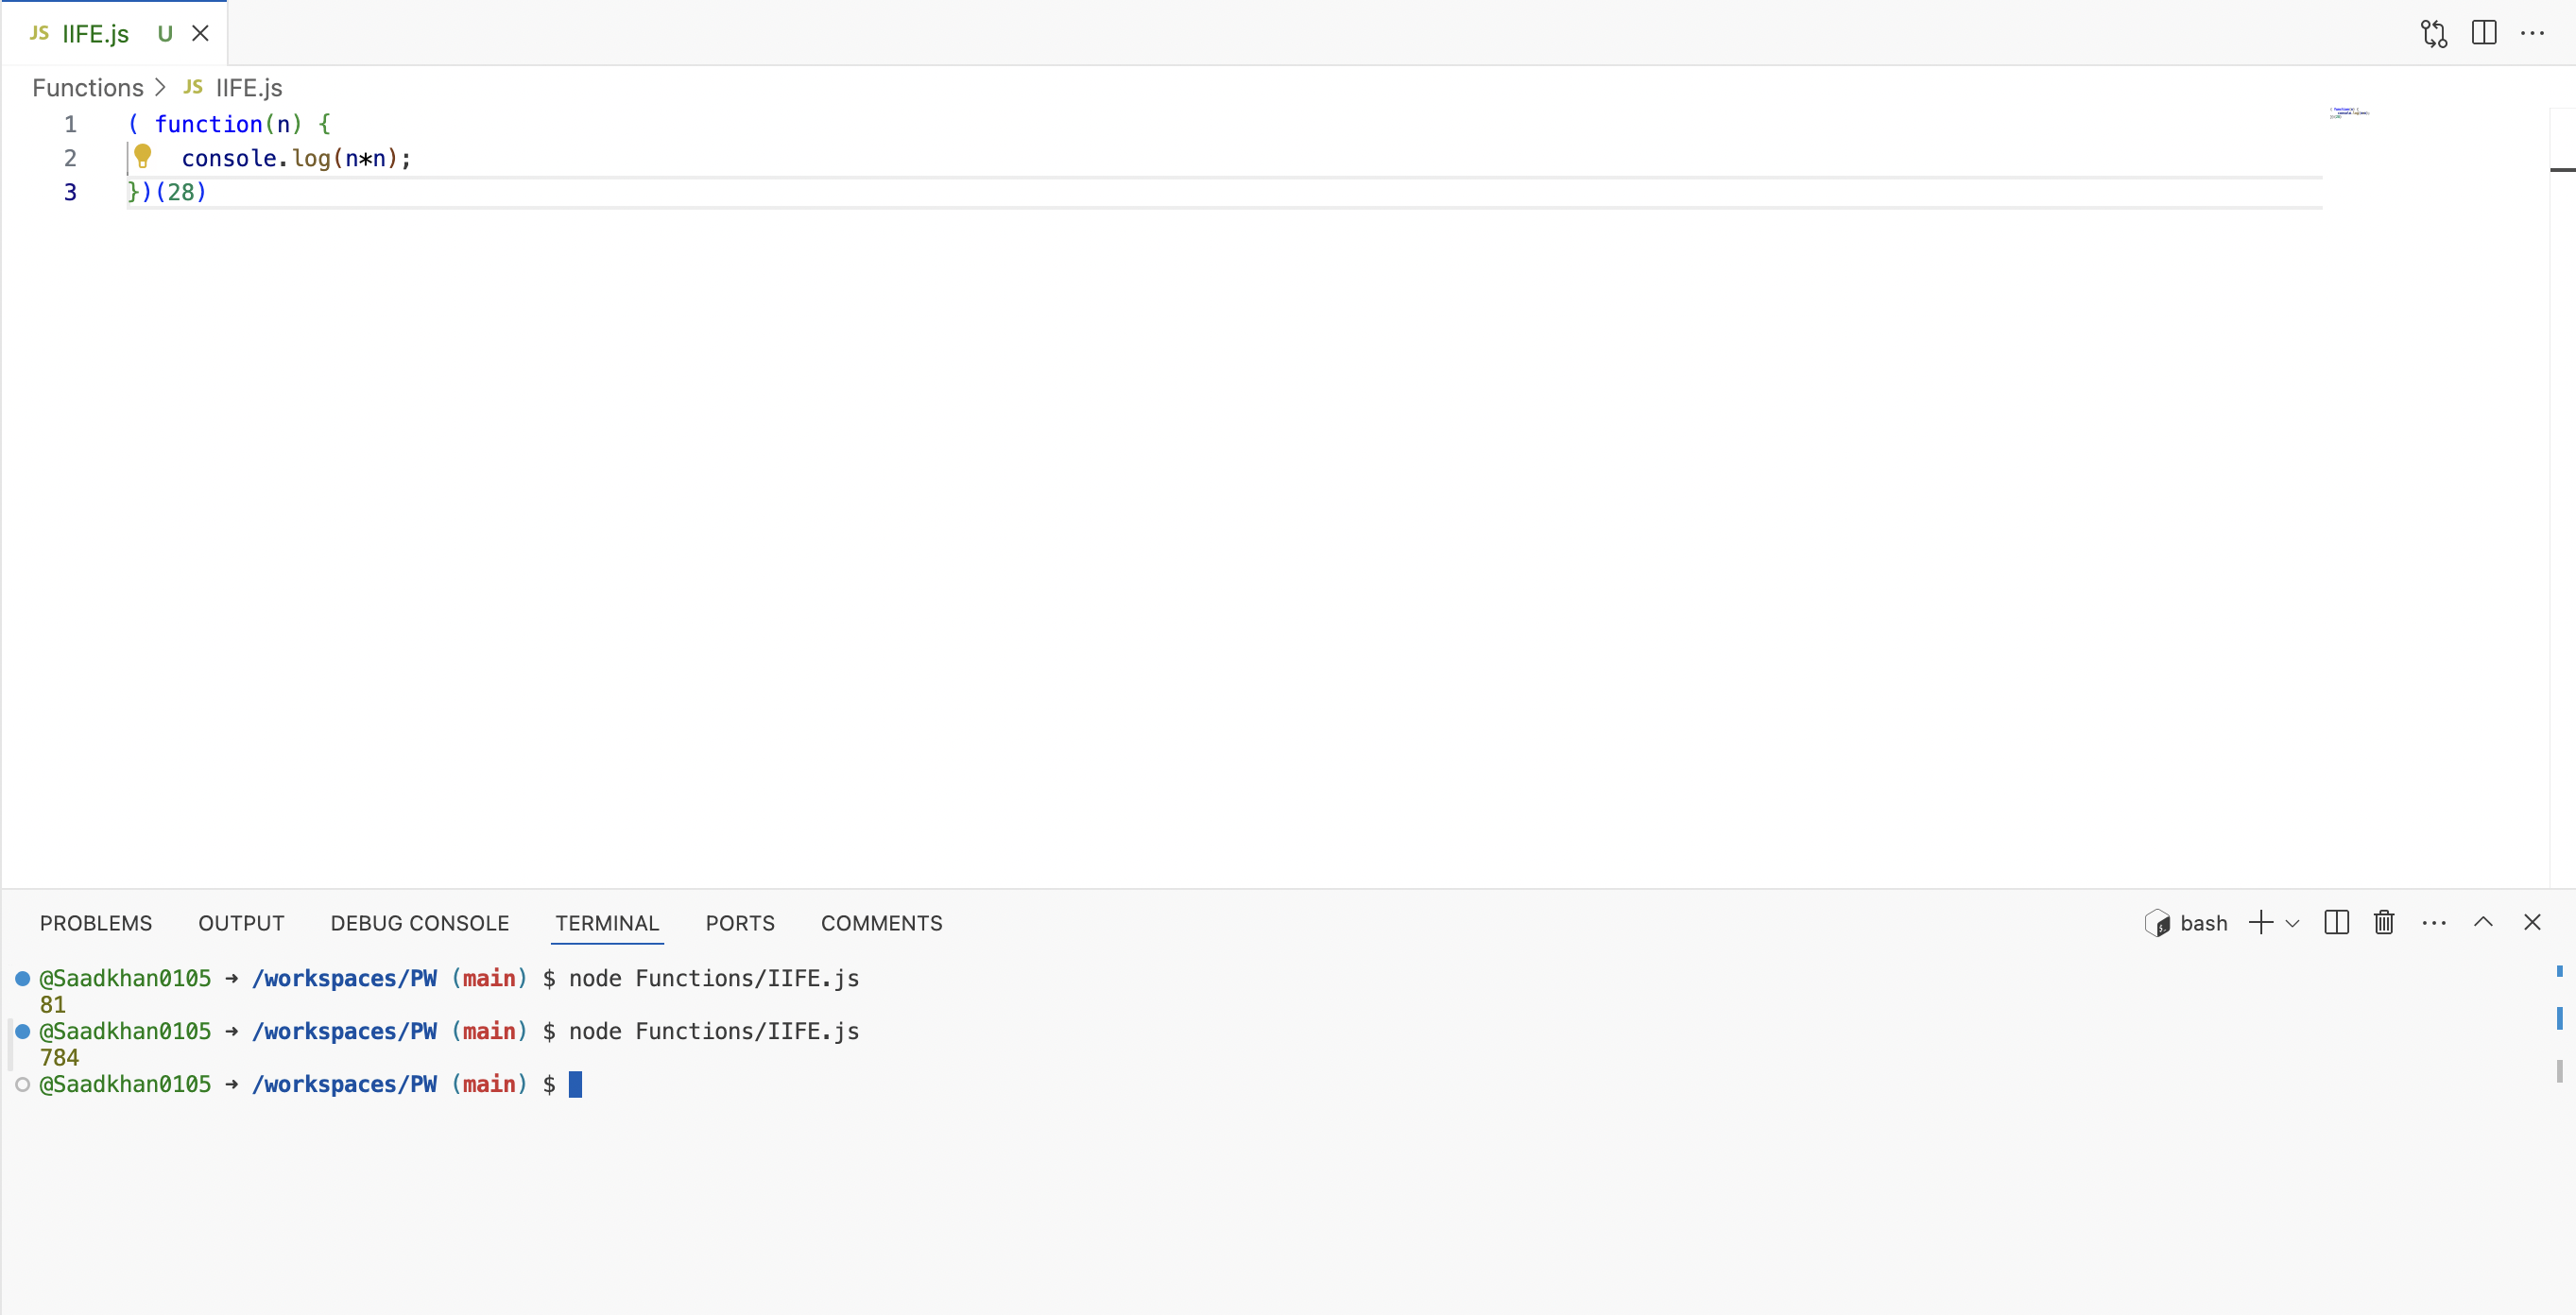 JS IIFE.js U
Functions > JS IIFE.js
1 ( function(n) {
2 console.log(n*n);
3 })(28)
PROBLEMS OUTPUT DEBUG CONSOLE TERMINAL PORTS COMMENTS bash
@Saadkhan0105 → /workspaces/PW (main) $ node Functions/IIFE.js
81
@Saadkhan0105 → /workspaces/PW (main) $ node Functions/IIFE.js
784
@Saadkhan0105 → /workspaces/PW (main) $